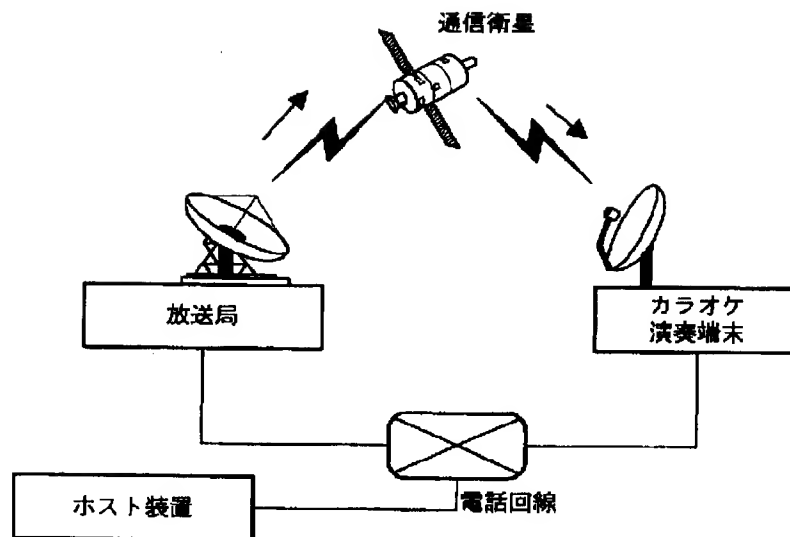 通信衛星
放送局
カラオケ
演奏端末
電話回線
ホスト装置